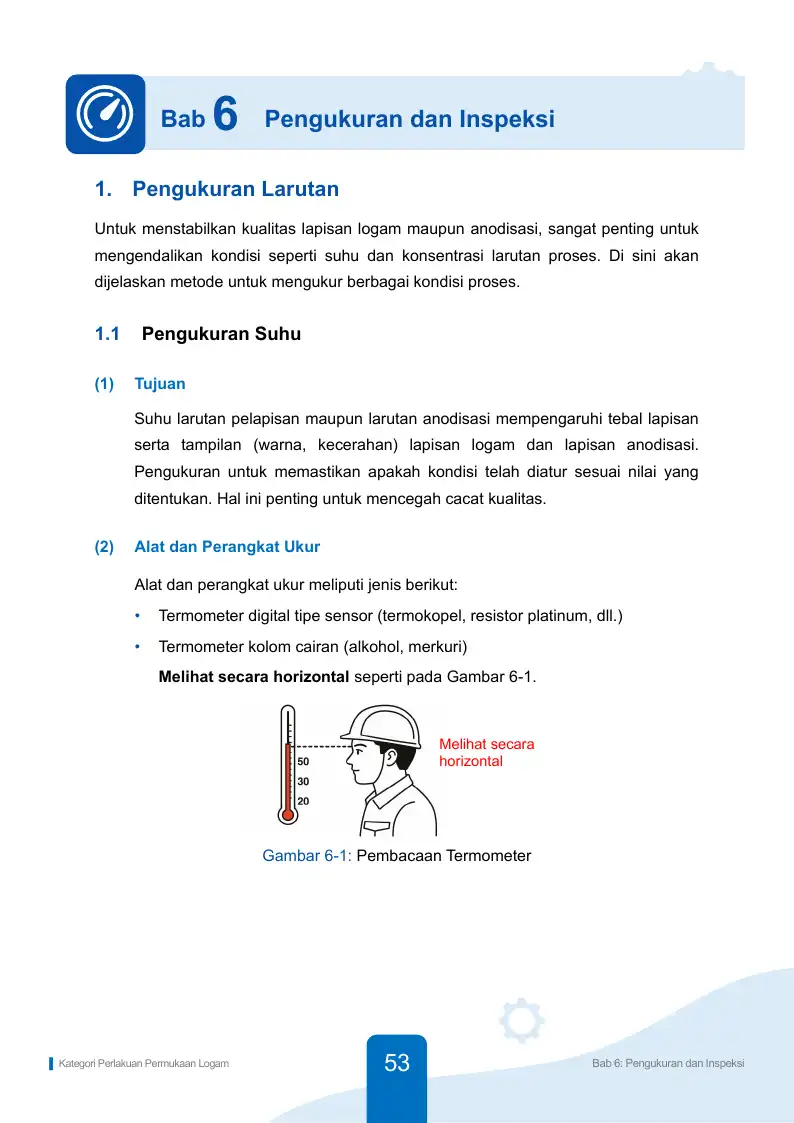 Bab 6 Pengukuran dan Inspeksi
1. Pengukuran Larutan
Untuk menstabilkan kualitas lapisan logam maupun anodisasi, sangat penting untuk
mengendalikan kondisi seperti suhu dan konsentrasi larutan proses. Di sini akan
dijelaskan metode untuk mengukur berbagai kondisi proses.
1.1 Pengukuran Suhu
(1) Tujuan
Suhu larutan pelapisan maupun larutan anodisasi mempengaruhi tebal lapisan
serta tampilan (warna, kecerahan) lapisan logam dan lapisan anodisasi.
Pengukuran untuk memastikan apakah kondisi telah diatur sesuai nilai yang
ditentukan. Hal ini penting untuk mencegah cacat kualitas.
(2) Alat dan Perangkat Ukur
Alat dan perangkat ukur meliputi jenis berikut:
• Termometer digital tipe sensor (termokopel, resistor platinum, dll.)
• Termometer kolom cairan (alkohol, merkuri)
Melihat secara horizontal seperti pada Gambar 6-1.
Melihat secara
horizontal
50
30
20
Gambar 6-1: Pembacaan Termometer
Kategori Perlakuan Permukaan Logam
53
Bab 6: Pengukuran dan Inspeksi